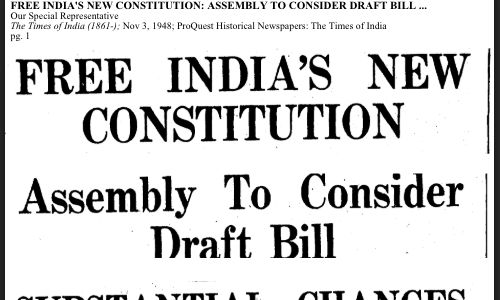 FREE INDIA'S NEW CONSTITUTION: ASSEMBLY TO CONSIDER DRAFT BILL ...
Our Special Representative
The Times of India (1861-); Nov 3, 1948; ProQuest Historical Newspapers: The Times of India
pg. 1
FREE INDIA'S NEW
CONSTITUTION
Assembly To Consider
Draft Bill
SUBSTANTIAL CHANGES